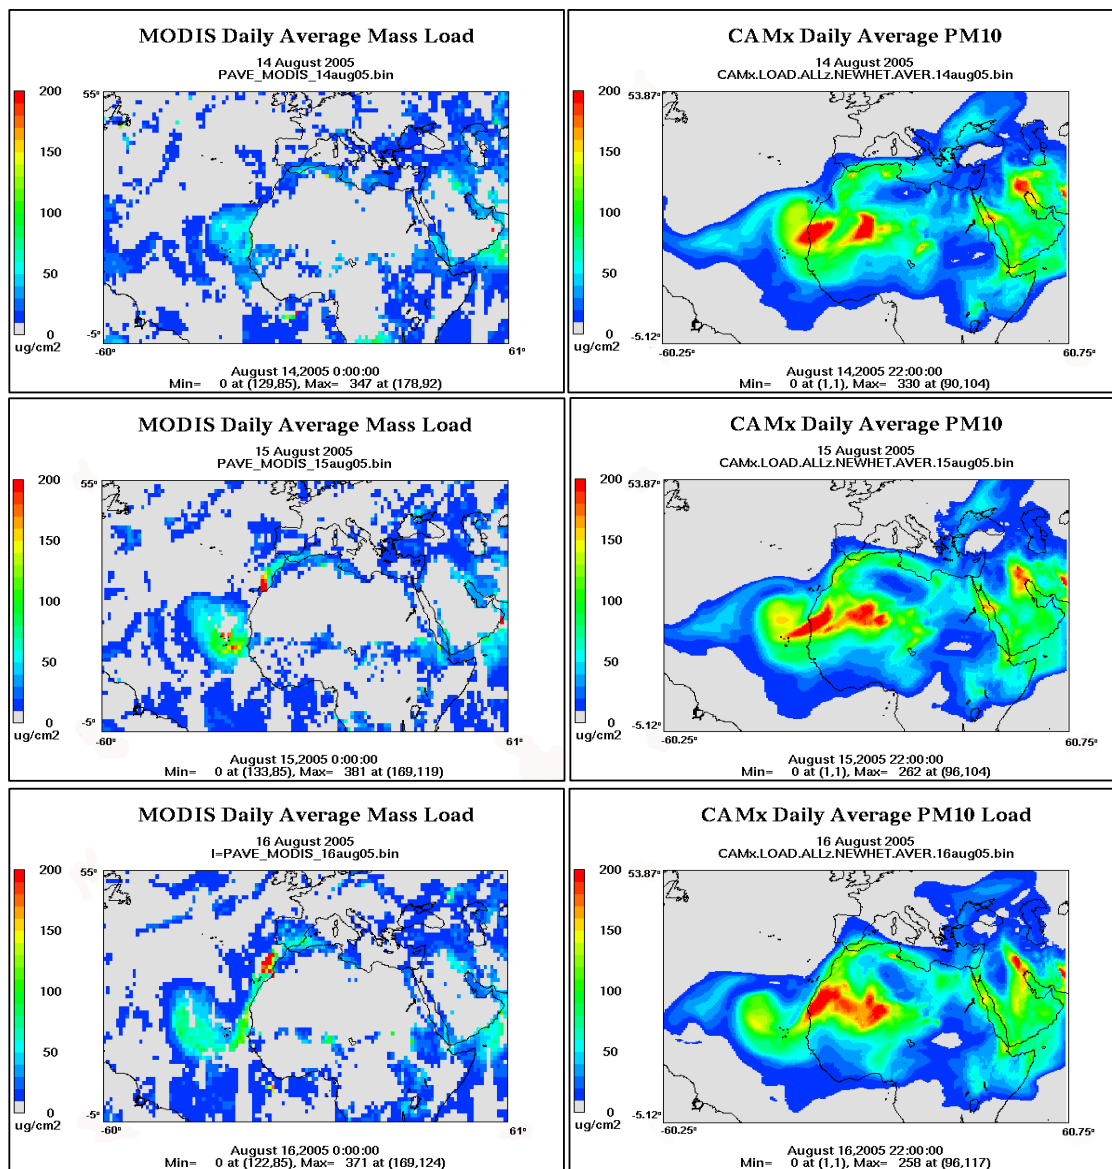 MODIS Daily Average Mass Load
14 August 2005
PAVE_MODIS_14aug05.bin
200
150
100
50
0
ug/cm2
55°
-5°
-60°
61°
August 14,2005 0:00:00
Min= 0 at (129,85), Max= 347 at (178,92)
CAMx Daily Average PM10
14 August 2005
CAMx.LOAD.ALLz.NEWHET.AVER.14aug05.bin
200
150
100
50
0
ug/cm2
53.87°
-5.12°
-60.25°
60.75°
August 14,2005 22:00:00
Min= 0 at (1,1), Max= 330 at (90,104)
MODIS Daily Average Mass Load
15 August 2005
PAVE_MODIS_15aug05.bin
200
150
100
50
0
ug/cm2
55°
-5°
-60°
61°
August 15,2005 0:00:00
Min= 0 at (133,85), Max= 381 at (169,119)
CAMx Daily Average PM10
15 August 2005
CAMx.LOAD.ALLz.NEWHET.AVER.15aug05.bin
200
150
100
50
0
ug/cm2
53.87°
-5.12°
-60.25°
60.75°
August 15,2005 22:00:00
Min= 0 at (1,1), Max= 262 at (96,104)
MODIS Daily Average Mass Load
16 August 2005
I=PAVE_MODIS_16aug05.bin
200
150
100
50
0
ug/cm2
55°
-5°
-60°
61°
August 16,2005 0:00:00
Min= 0 at (122,85), Max= 371 at (169,124)
CAMx Daily Average PM10 Load
16 August 2005
CAMx.LOAD.ALLz.NEWHET.AVER.16aug05.bin
200
150
100
50
0
ug/cm2
53.87°
-5.12°
-60.25°
60.75°
August 16,2005 22:00:00
Min= 0 at (1,1), Max= 258 at (96,117)